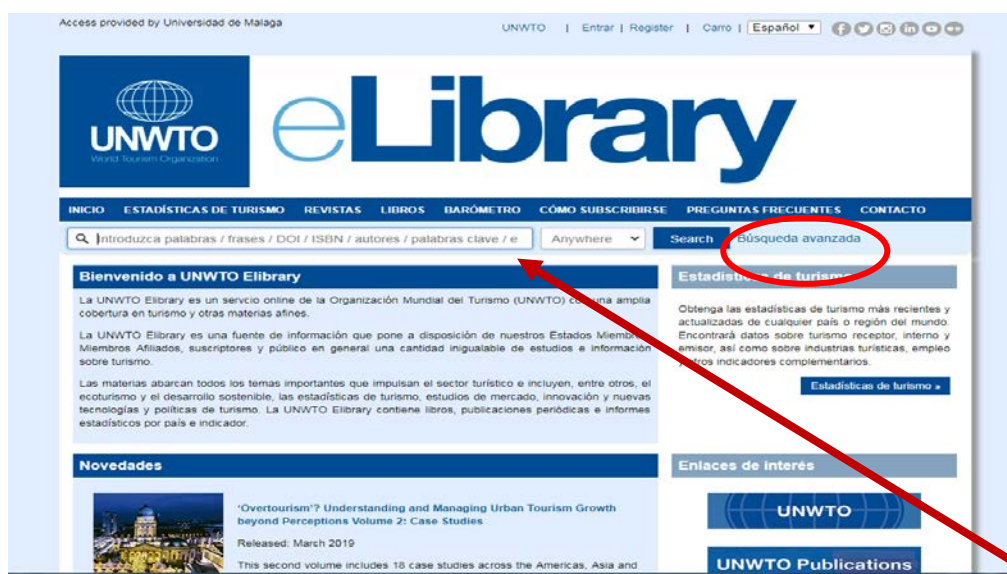 Access provided by Universidad de Malaga
UNWTO | Entrar | Register | Carro | Español
UNWTO
World Tourism Organization
eLibrary
INICIO ESTADÍSTICAS DE TURISMO REVISTAS LIBROS BARÓMETRO CÓMO SUBSCRIBIRSE PREGUNTAS FRECUENTES CONTACTO
Introduzca palabras / frases / DOI / ISBN / autores / palabras clave / e Anywhere Search Búsqueda avanzada
Bienvenido a UNWTO Elibrary
La UNWTO Elibrary es un servcio online de la Organización Mundial del Turismo (UNWTO) con una amplia
cobertura en turismo y otras materias afines.
La UNWTO Elibrary es una fuente de información que pone a disposición de nuestros Estados Miembros,
Miembros Afiliados, suscriptores y público en general una cantidad inigualable de estudios e información
sobre turismo.
Las materias abarcan todos los temas importantes que impulsan el sector turístico e incluyen, entre otros, el
ecoturismo y el desarrollo sostenible, las estadísticas de turismo, estudios de mercado, innovación y nuevas
tecnologías y políticas de turismo. La UNWTO Elibrary contiene libros, publicaciones periódicas e informes
estadísticos por país e indicador.
Estadísticas de turismo
Obtenga las estadísticas de turismo más recientes y
actualizadas de cualquier país o región del mundo.
Encontrará datos sobre turismo receptor, interno y
emisor, así como sobre industrias turísticas, empleo
y otros indicadores complementarios.
Estadísticas de turismo »
Novedades
'Overtourism'? Understanding and Managing Urban Tourism Growth
beyond Perceptions Volume 2: Case Studies
Released: March 2019
This second volume includes 18 case studies across the Americas, Asia and
Enlaces de interés
UNWTO
UNWTO Publications